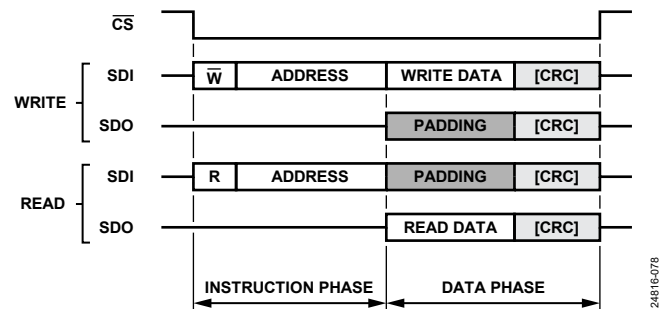 CS
SDI W ADDRESS WRITE DATA [CRC]
WRITE
SDO PADDING [CRC]
SDI R ADDRESS PADDING [CRC]
READ
SDO READ DATA [CRC]
INSTRUCTION PHASE DATA PHASE
24816-078